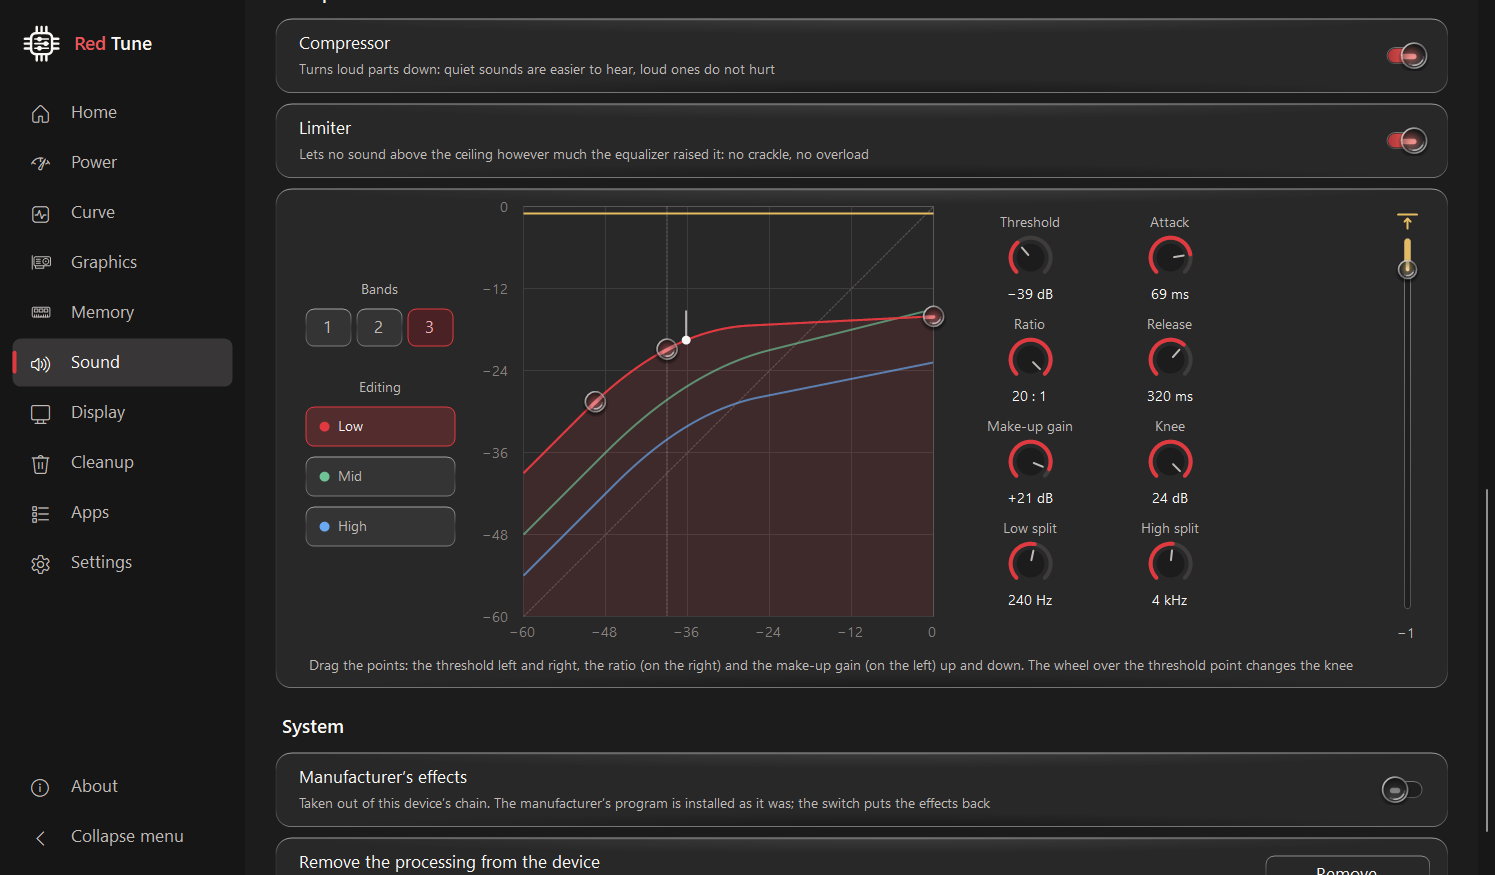 Red Tune
Home
Power
Curve
Graphics
Memory
Sound
Display
Cleanup
Apps
Settings
About
Collapse menu
Compressor
Turns loud parts down: quiet sounds are easier to hear, loud ones do not hurt
Limiter
Lets no sound above the ceiling however much the equalizer raised it: no crackle, no overload
Bands
1 2 3
Editing
Low
Mid
High
0
−12
−24
−36
−48
−60
−60 −48 −36 −24 −12 0
Threshold Attack
−39 dB 69 ms
Ratio Release
20 : 1 320 ms
Make-up gain Knee
+21 dB 24 dB
Low split High split
240 Hz 4 kHz
−1
Drag the points: the threshold left and right, the ratio (on the right) and the make-up gain (on the left) up and down. The wheel over the threshold point changes the knee
System
Manufacturer’s effects
Taken out of this device’s chain. The manufacturer’s program is installed as it was; the switch puts the effects back
Remove the processing from the device
Remove